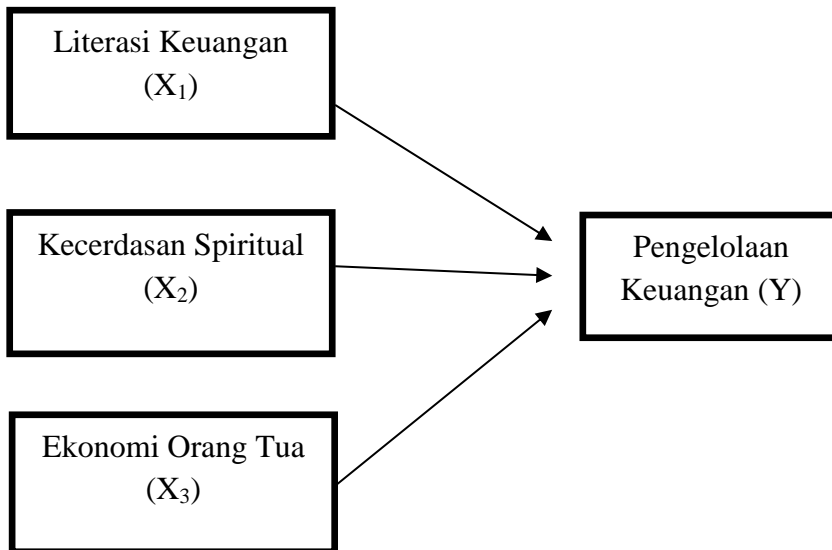 Literasi Keuangan
(X₁)
Kecerdasan Spiritual
(X₂)
Ekonomi Orang Tua
(X₃)
Pengelolaan
Keuangan (Y)